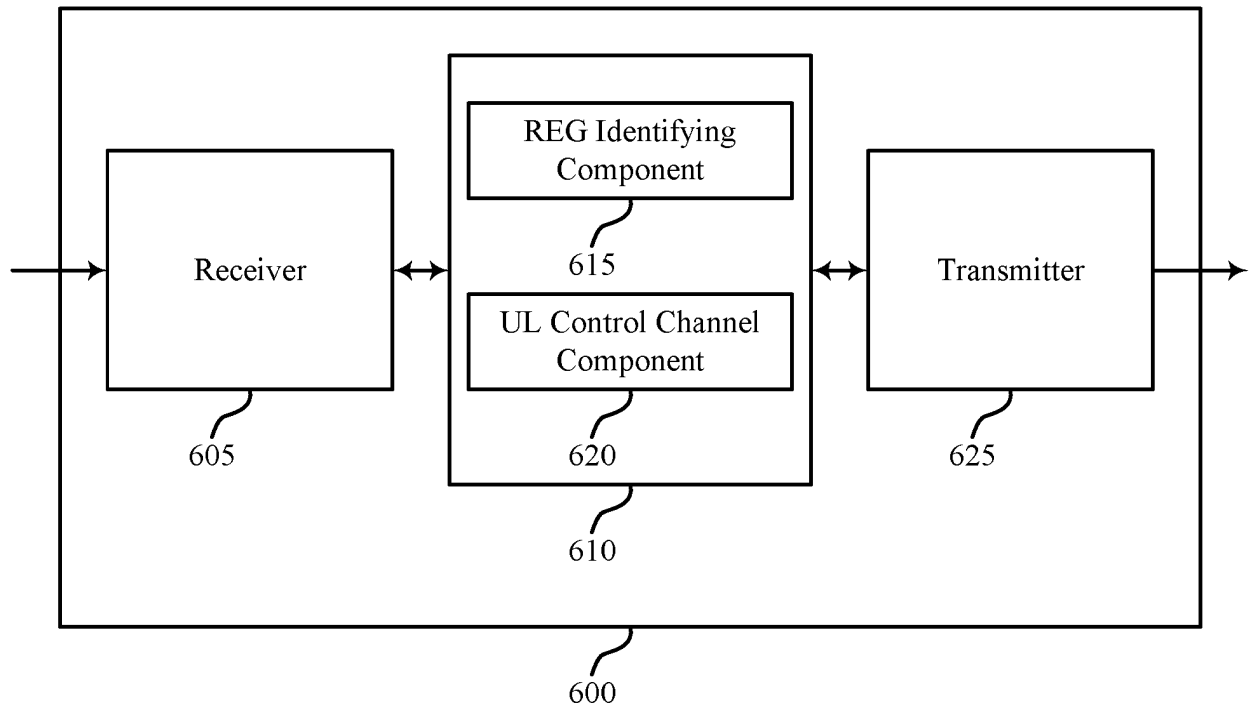 REG Identifying
Component
615
Receiver
605
UL Control Channel
Component
620
610
Transmitter
625
600